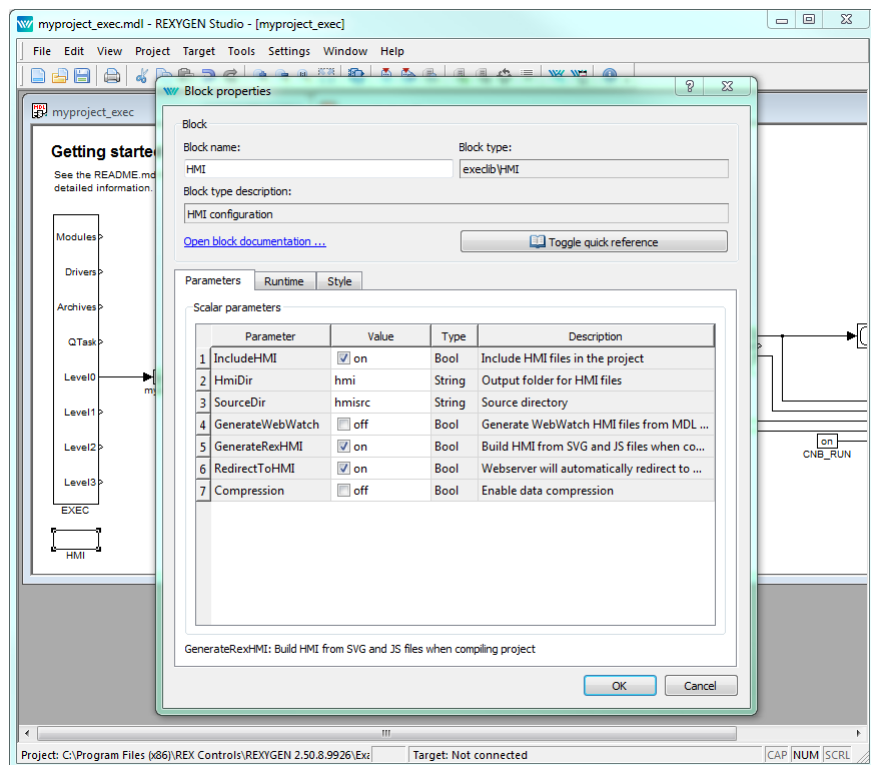 myproject_exec.mdl - REXYGEN Studio - [myproject_exec]
File Edit View Project Target Tools Settings Window Help
Block properties
myproject_exec
Block
Getting starte
See the README.md
detailed information.
Block name:
Block type:
HMI
execlib\HMI
Block type description:
HMI configuration
Open block documentation ...
Toggle quick reference
Modules
Drivers
Archives
QTask
Level0
my
Level1
Level2
Level3
EXEC
HMI
Parameters Runtime Style
Scalar parameters
Parameter Value Type Description
1 IncludeHMI on Bool Include HMI files in the project
2 HmiDir hmi String Output folder for HMI files
3 SourceDir hmisrc String Source directory
4 GenerateWebWatch off Bool Generate WebWatch HMI files from MDL ...
5 GenerateRexHMI on Bool Build HMI from SVG and JS files when co...
6 RedirectToHMI on Bool Webserver will automatically redirect to ...
7 Compression off Bool Enable data compression
on
CNB_RUN
GenerateRexHMI: Build HMI from SVG and JS files when compiling project
OK Cancel
Project: C:\Program Files (x86)\REX Controls\REXYGEN 2.50.8.9926\Exa
Target: Not connected
CAP NUM SCRL